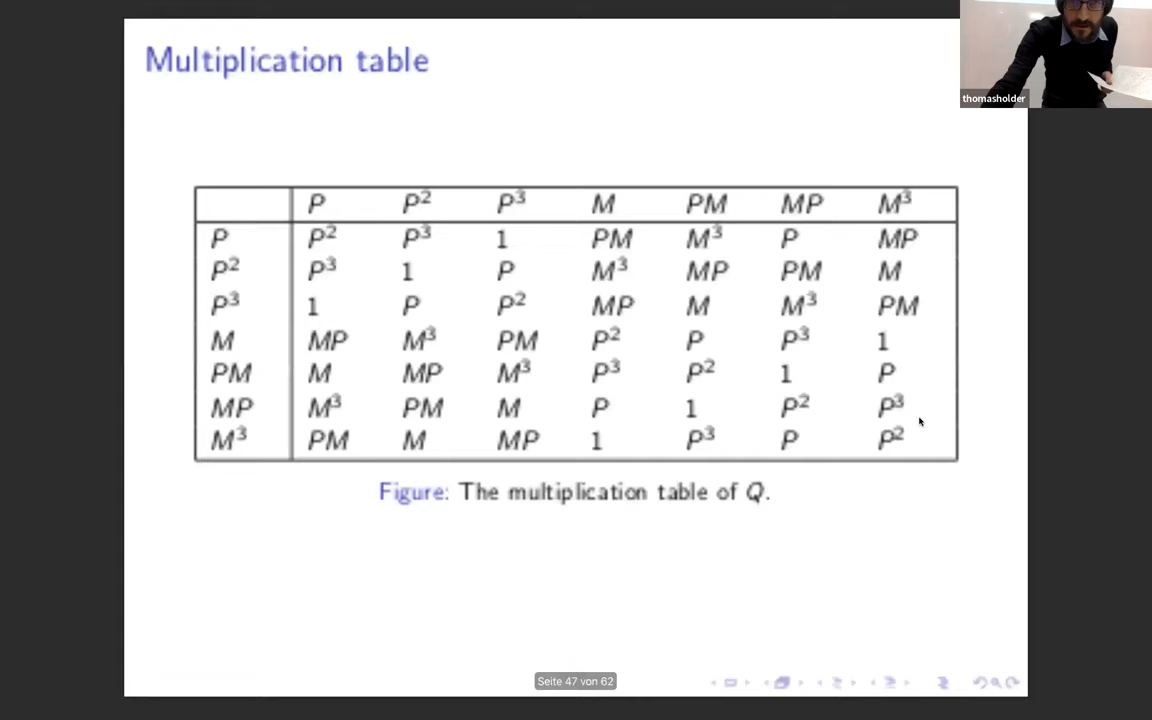 Multiplication table
thomasholder
P P² P³ M PM MP M³
P P² P³ 1 PM M³ P MP
P² P³ 1 P M³ MP PM M
P³ 1 P P² MP M M³ PM
M MP M³ PM P² P P³ 1
PM M MP M³ P³ P² 1 P
MP M³ PM M P 1 P² P³
M³ PM M MP 1 P³ P P²
Figure: The multiplication table of Q.
Seite 47 von 62